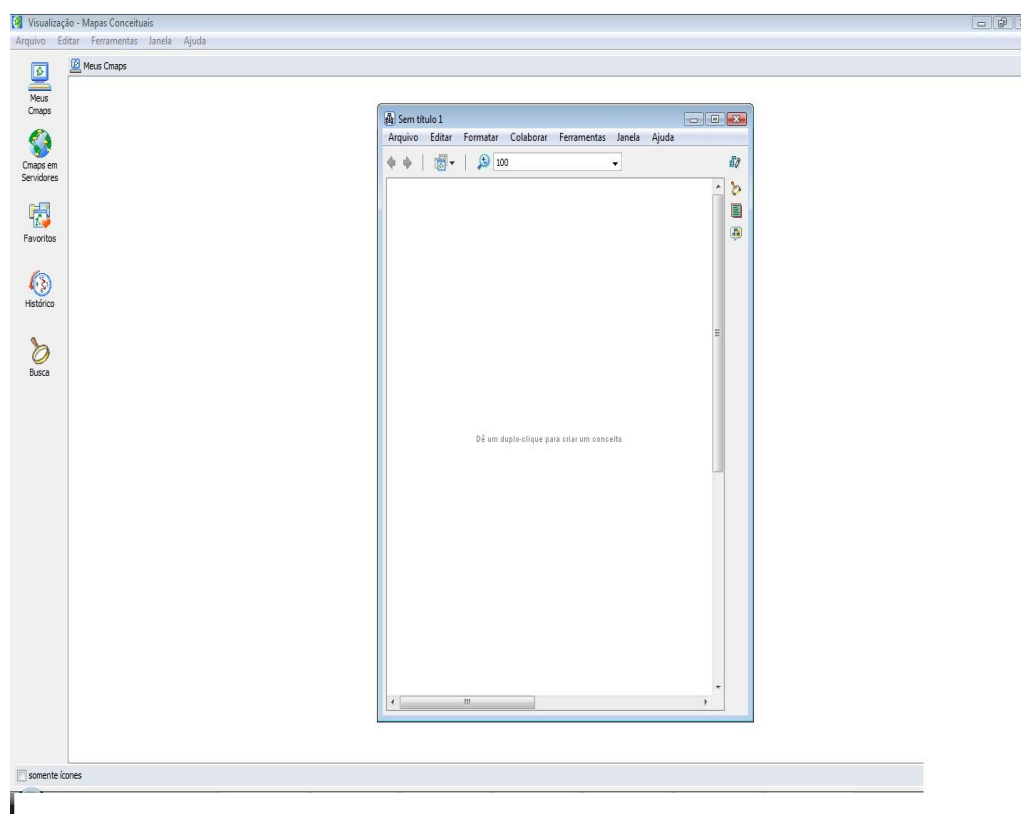 Visualização - Mapas Conceituais
Arquivo Editar Ferramentas Janela Ajuda
Meus Cmaps
Meus
Cmaps
Cmaps em
Servidores
Favoritos
Histórico
Busca
Sem título 1
Arquivo Editar Formatar Colaborar Ferramentas Janela Ajuda
100
Dê um duplo-clique para criar um conceito
somente ícones